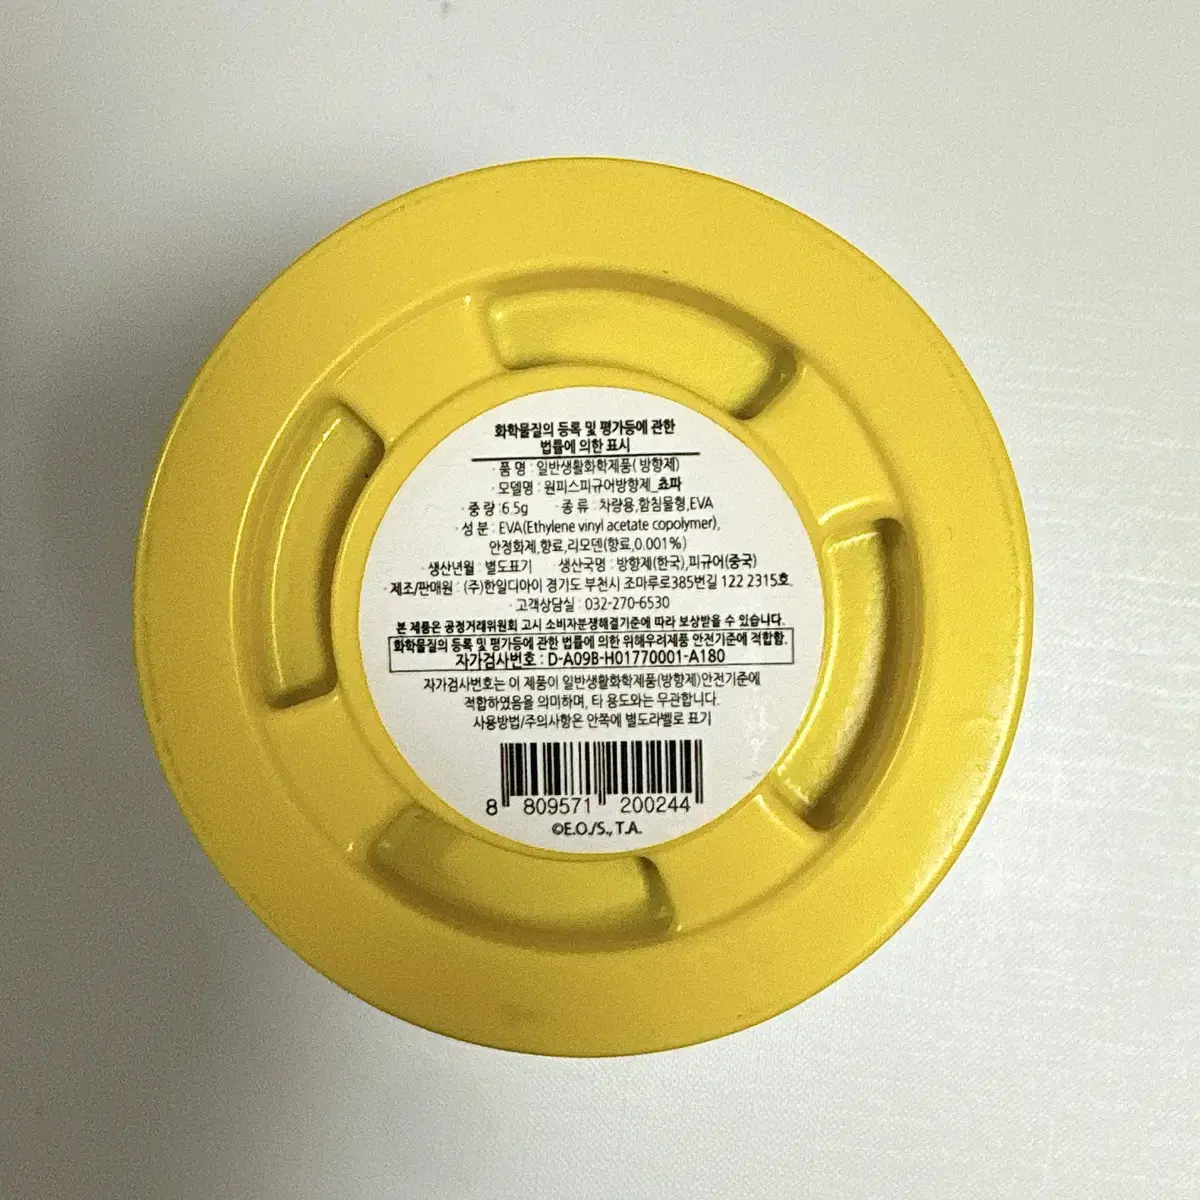 화학물질의 등록 및 평가등에 관한
법률에 의한 표시
· 품 명 : 일반생활화학제품( 방향제)
· 모델명 : 원피스피규어방향제_쵸파
· 중 량 :6.5g · 종 류 : 차량용,함침물형,EVA
· 성 분 : EVA(Ethylene vinyl acetate copolymer),
안정화제,향료,리모덴(향료,0.001%)
· 생산년월 : 별도표기 · 생산국명 : 방향제(한국),피규어(중국)
· 제조/판매원 : (주)한일디아이 경기도 부천시 조마루로385번길 122 2315호.
· 고객상담실 : 032-270-6530
본 제품은 공정거래위원회 고시 소비자분쟁해결기준에 따라 보상받을 수 있습니다.
화학물질의 등록 및 평가등에 관한 법률에 의한 위해우려제품 안전기준에 적합함.
자가검사번호 : D-A09B-H01770001-A180
자가검사번호는 이 제품이 일반생활화학제품(방향제)안전기준에
적합하였음을 의미하며, 타 용도와는 무관합니다.
사용방법/주의사항은 안쪽에 별도라벨로 표기
8 809571 200244
©E.O./S., T.A.